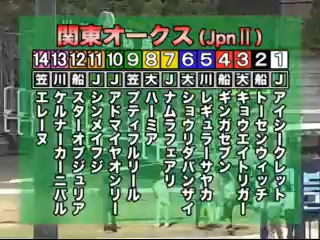 関東オークス(JpnⅡ)
14 13 12 11 10 9 8 7 6 5 4 3 2 1
笠 川 船 J J 笠 大 J 大 川 船 大 船 J
アイシークレット
トーセンウィッチ
キョウエイトリガー
ギンガセブン
レギュラーサヤカ
ショウリダバンザイ
ナムラフェアリ
ハーミア
プティフルリール
アドマイヤオンリー
シンメイフジ
スターオブジュリア
ケルナーカーニバル
エレーヌ